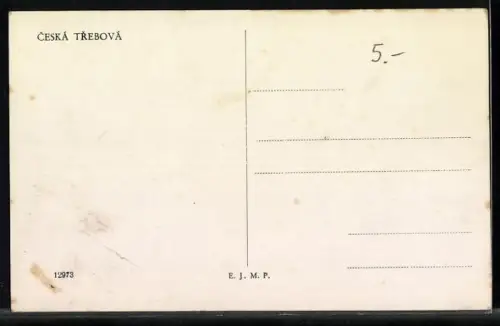 ČESKÁ TŘEBOVÁ
5.-
12973
E. J. M. P.